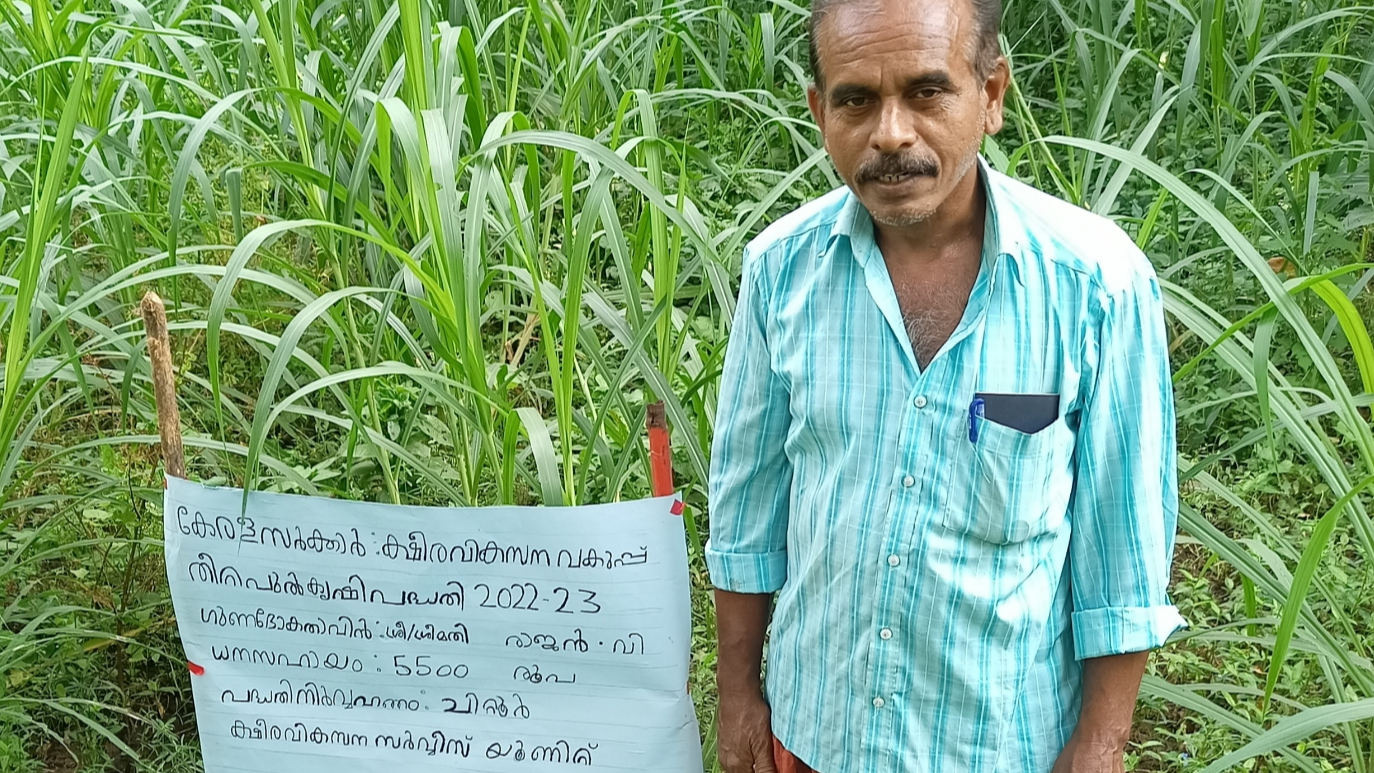 കേരളസർക്കാർ : ക്ഷീരവികസന വകുപ്പ്
തീറ്റപുൽകൃഷി പദ്ധതി 2022-23
ഗുണഭോക്താവിൻ : ശ്രീ/ശ്രീമതി രാജൻ . വി
ധനസഹായം : 5500 രൂപ
പദ്ധതിനിർവ്വഹണം : ചിറ്റൂർ
ക്ഷീരവികസന സർവ്വീസ് യൂണിറ്റ്